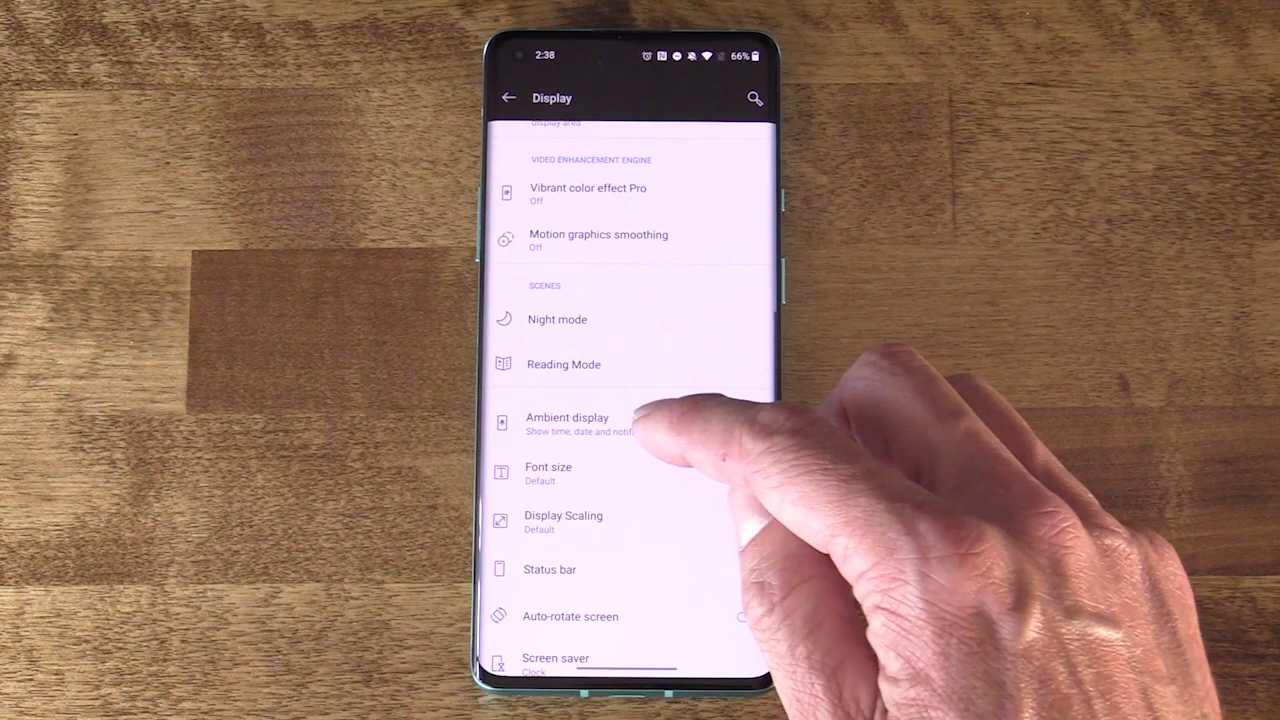 2:38
66%
Display
display area
VIDEO ENHANCEMENT ENGINE
Vibrant color effect Pro
Off
Motion graphics smoothing
Off
SCENES
Night mode
Reading Mode
Ambient display
Show time, date and
Font size
Default
Display Scaling
Default
Status bar
Auto-rotate screen
Screen saver
Clock